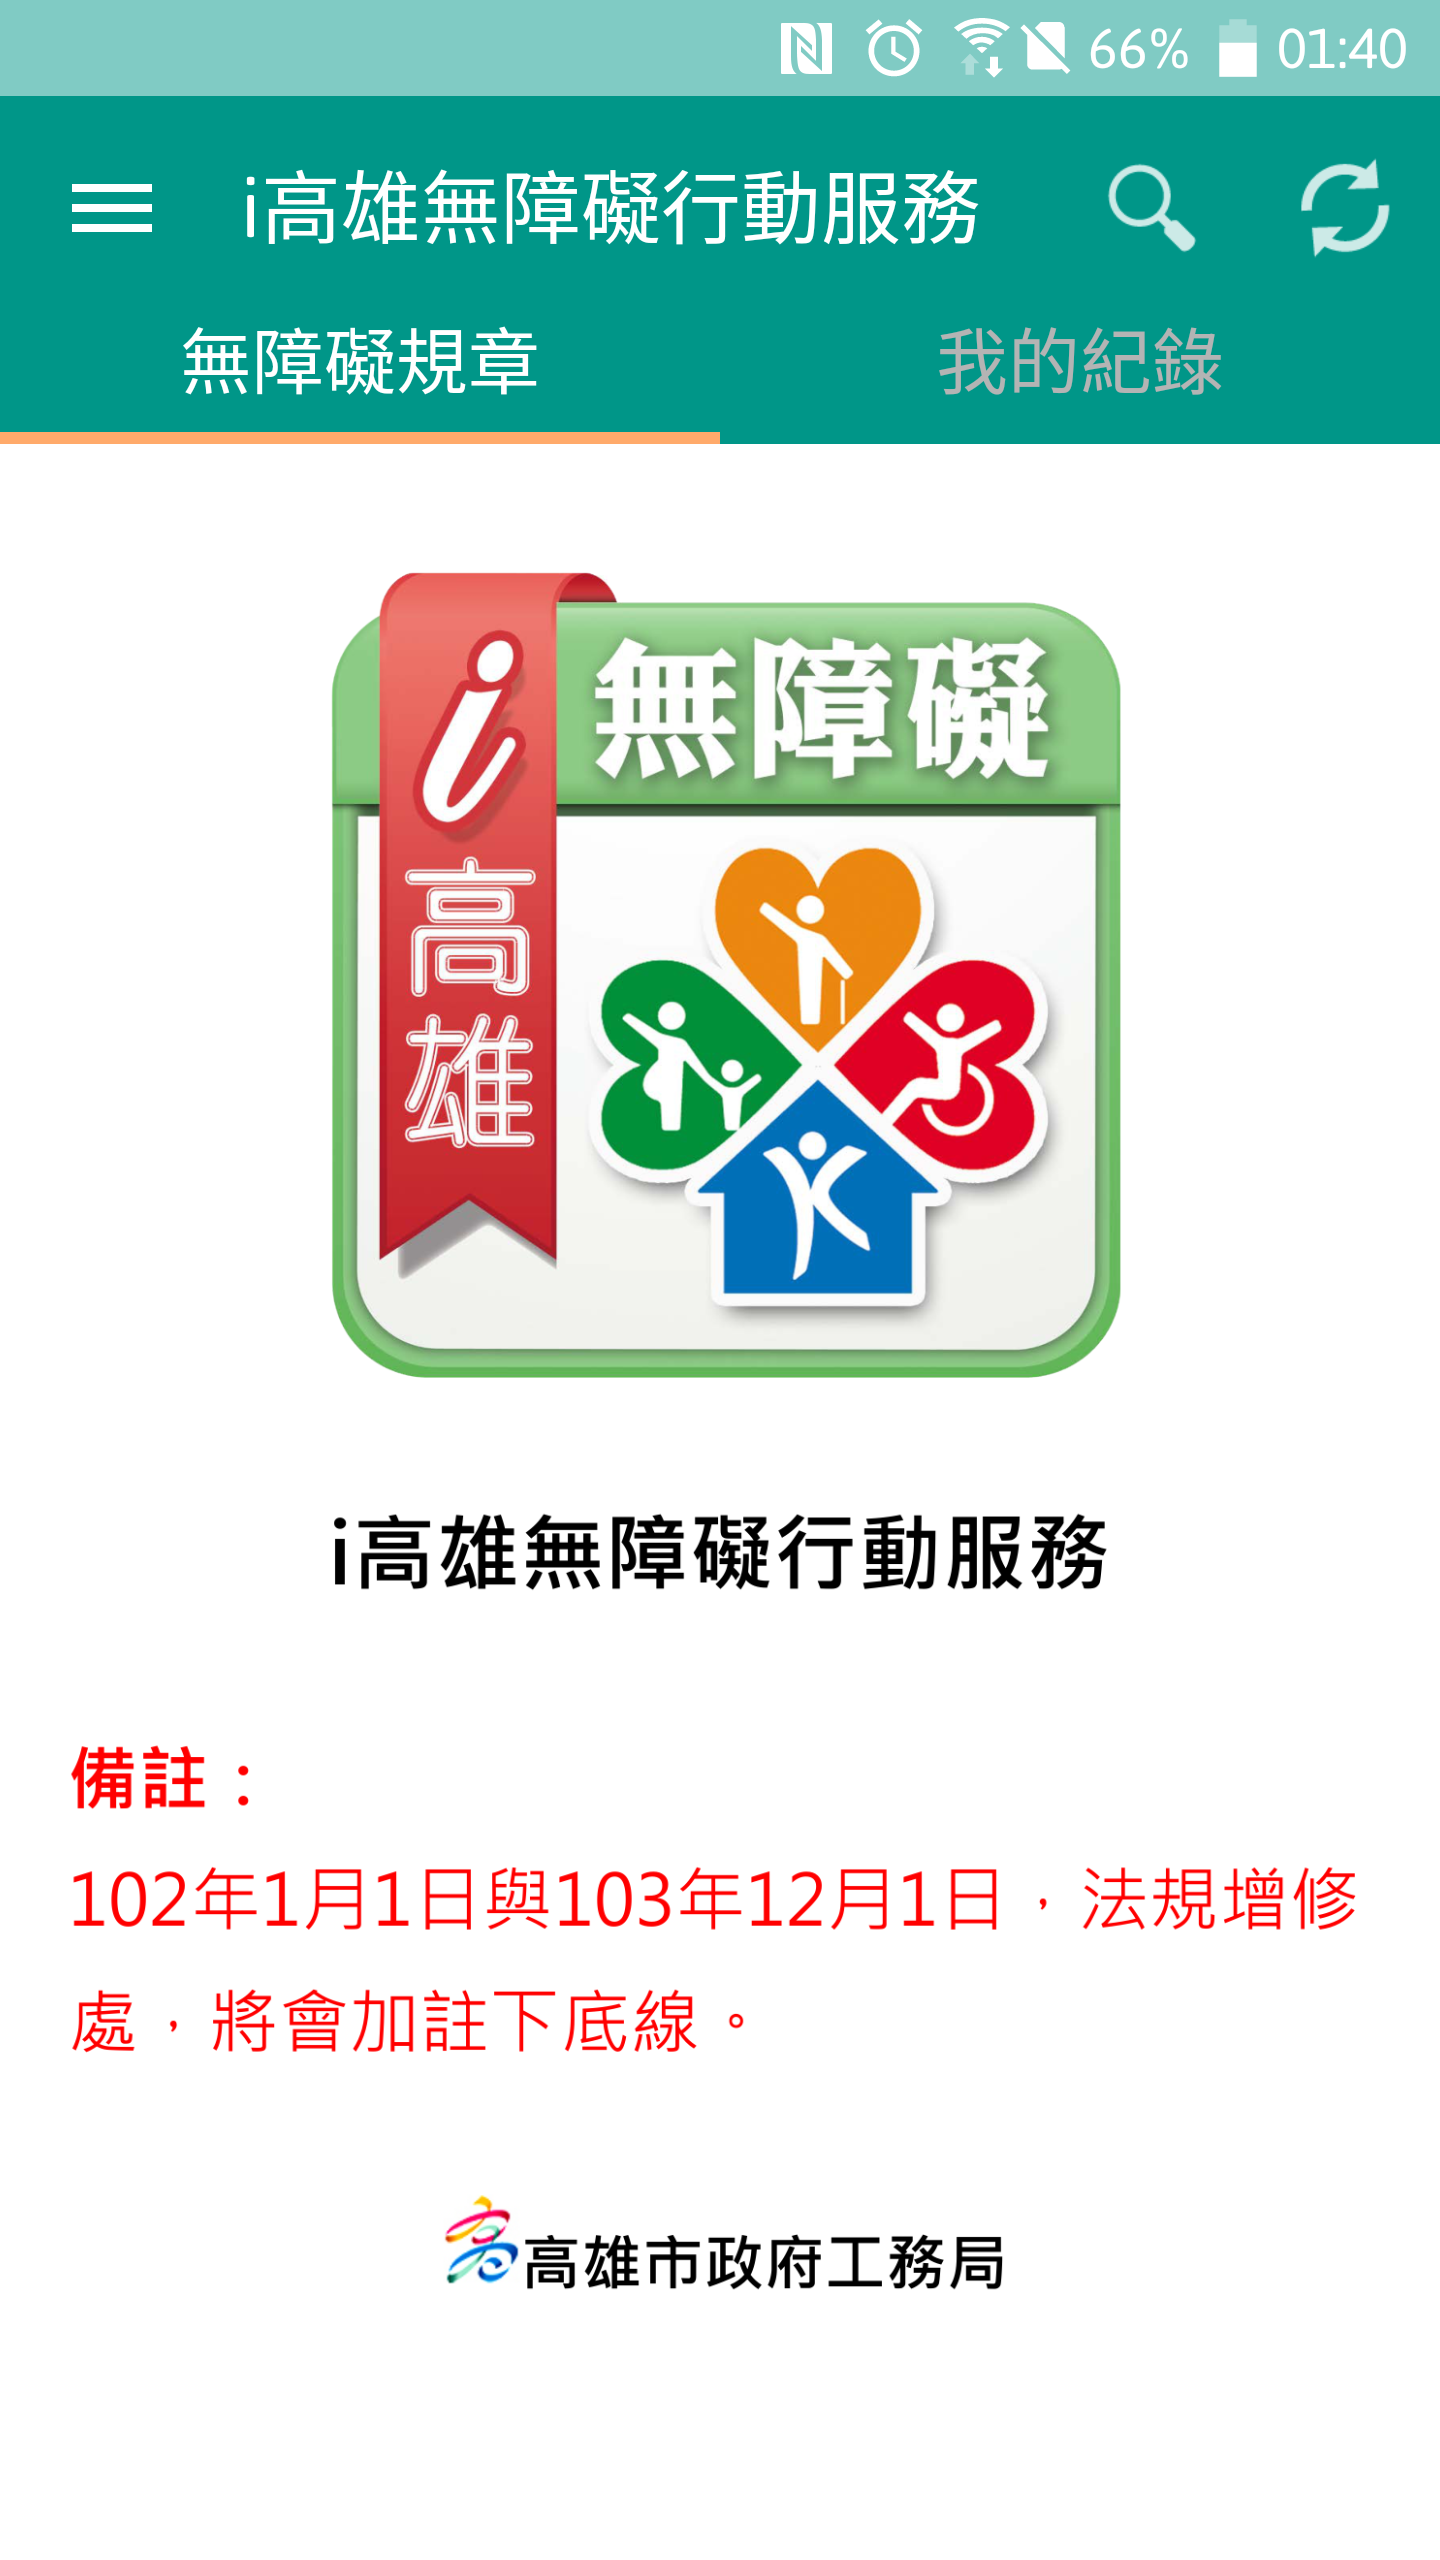 66% 01:40
i高雄無障礙行動服務
無障礙規章 我的紀錄
i 無障礙
高雄
i高雄無障礙行動服務
備註：
102年1月1日與103年12月1日，法規增修
處，將會加註下底線。
高雄市政府工務局